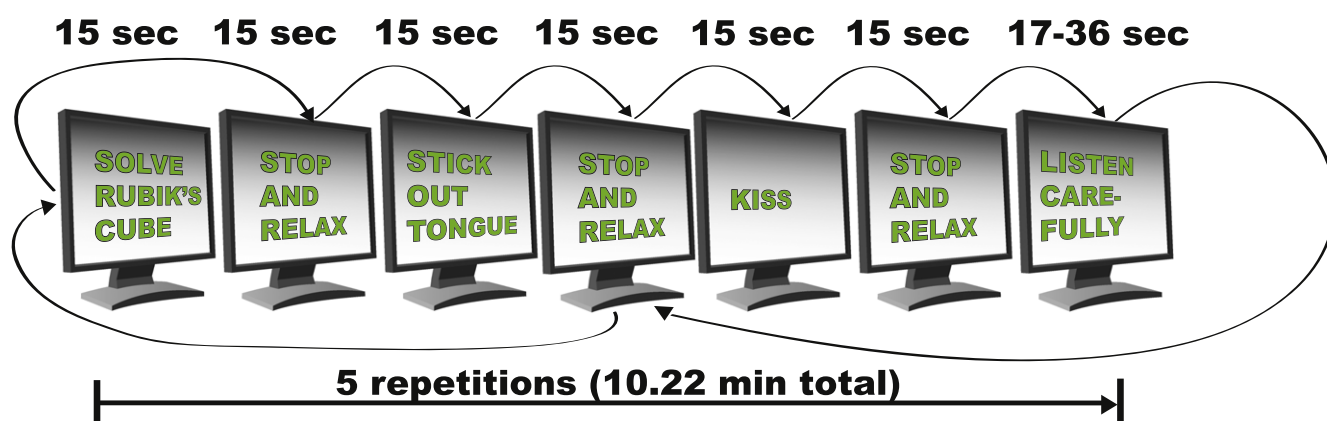 15 sec 15 sec 15 sec 15 sec 15 sec 15 sec 17-36 sec
SOLVE
RUBIK'S
CUBE
STOP
AND
RELAX
STICK
OUT
TONGUE
STOP
AND
RELAX
KISS
STOP
AND
RELAX
LISTEN
CARE-
FULLY
5 repetitions (10.22 min total)